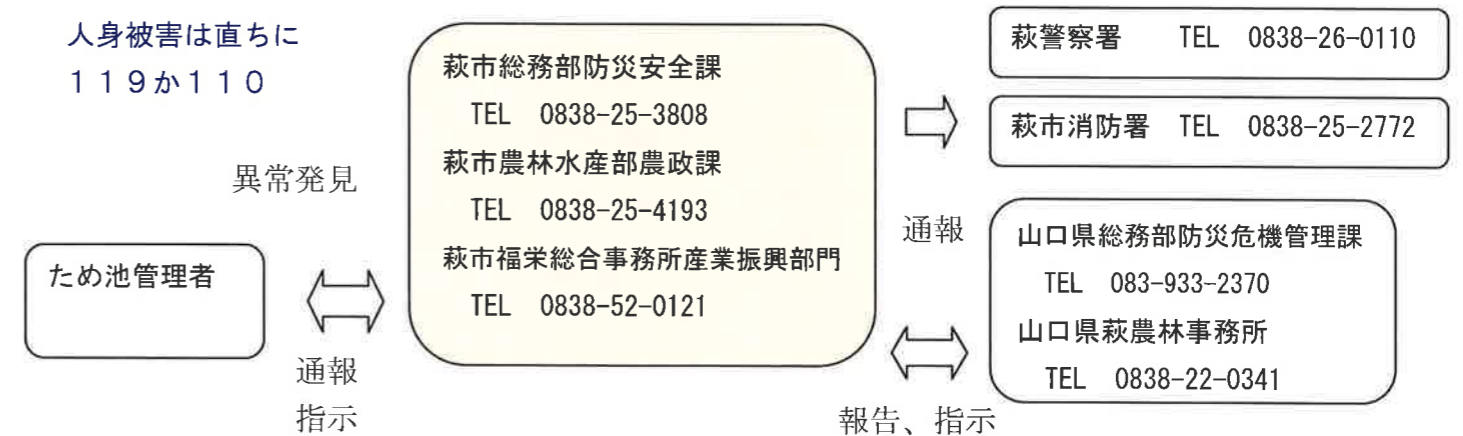 人身被害は直ちに
119か110
異常発見
ため池管理者
通報
指示
萩市総務部防災安全課
TEL 0838-25-3808
萩市農林水産部農政課
TEL 0838-25-4193
萩市福栄総合事務所産業振興部門
TEL 0838-52-0121
萩警察署 TEL 0838-26-0110
萩市消防署 TEL 0838-25-2772
通報
山口県総務部防災危機管理課
TEL 083-933-2370
山口県萩農林事務所
TEL 0838-22-0341
報告、指示